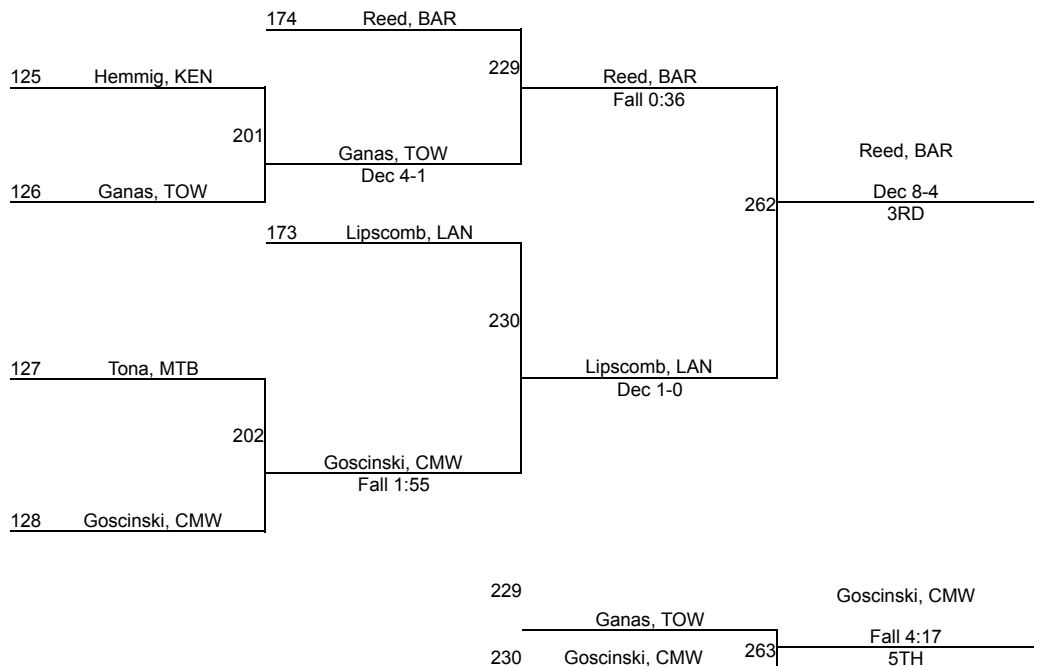 174 Reed, BAR
125 Hemmig, KEN
229
Reed, BAR
Fall 0:36
201
Ganas, TOW
Dec 4-1
Reed, BAR
126 Ganas, TOW
262
Dec 8-4
3RD
173 Lipscomb, LAN
230
127 Tona, MTB
Lipscomb, LAN
Dec 1-0
202
Goscinski, CMW
Fall 1:55
128 Goscinski, CMW
229
Goscinski, CMW
Ganas, TOW
Fall 4:17
230 Goscinski, CMW
263
5TH